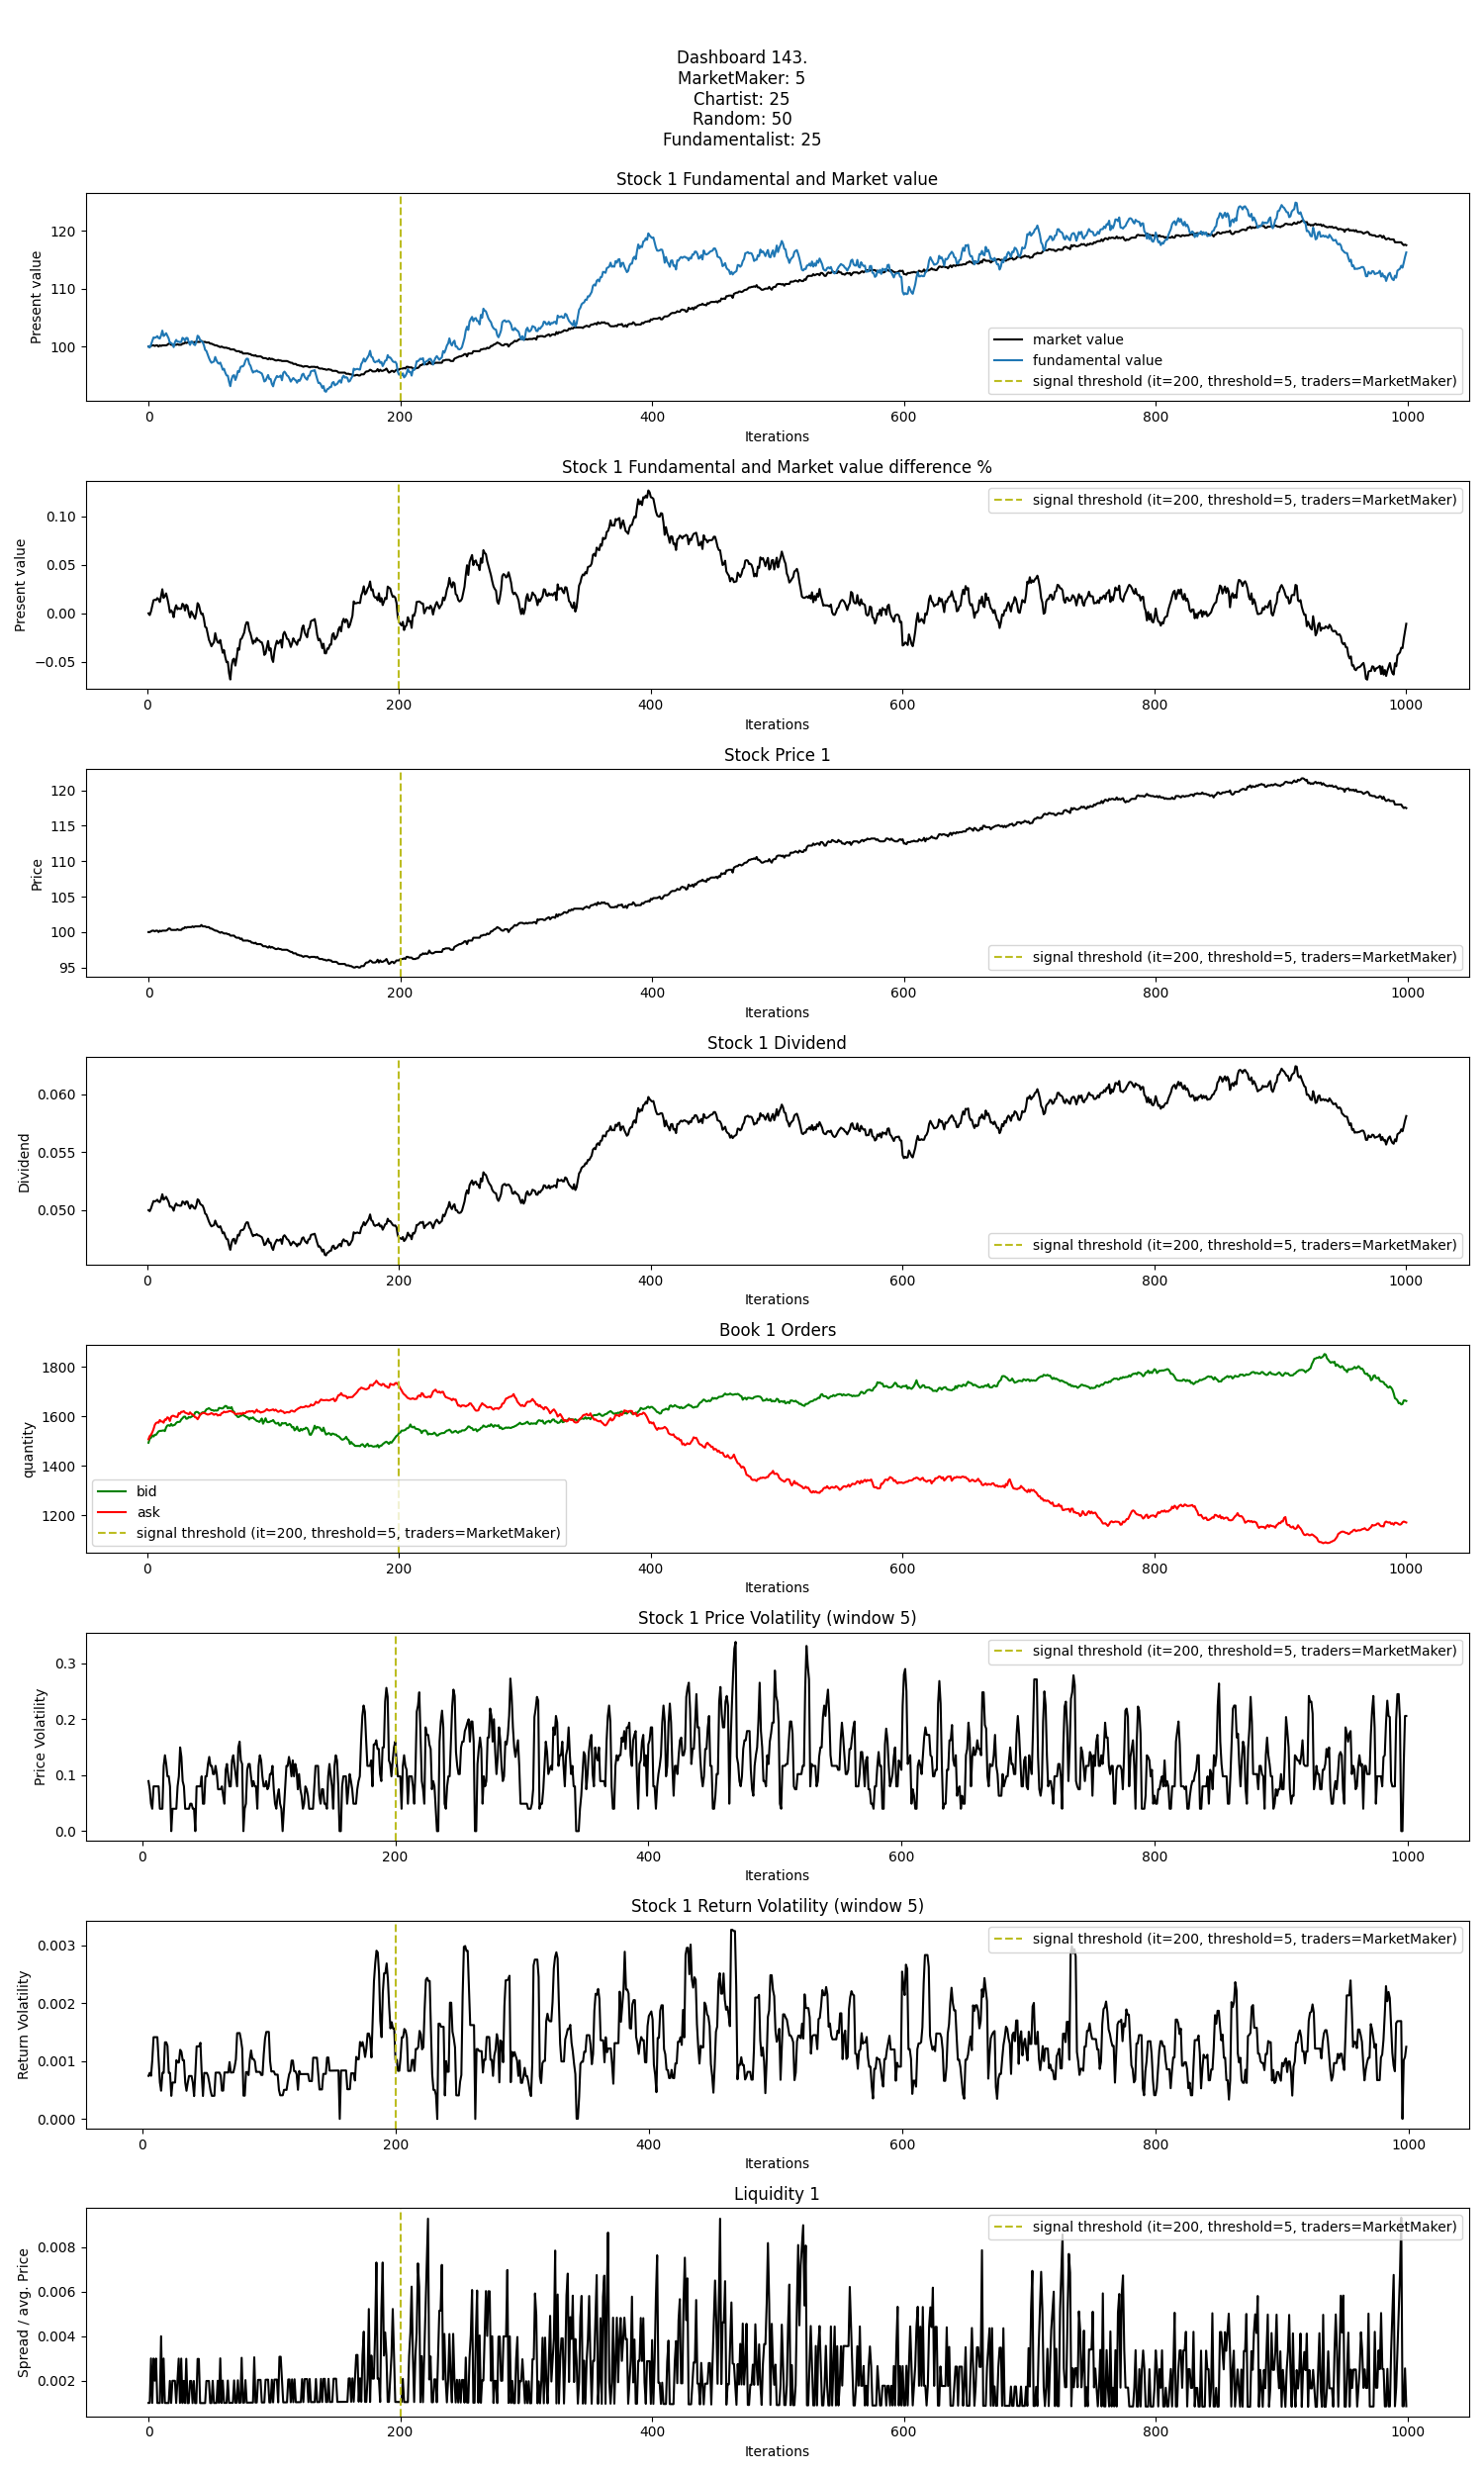 Dashboard 143.
MarketMaker: 5
Chartist: 25
Random: 50
Fundamentalist: 25
Stock 1 Fundamental and Market value
Present value
120
110
100
market value
fundamental value
signal threshold (it=200, threshold=5, traders=MarketMaker)
0 200 400 600 800 1000
Iterations
Stock 1 Fundamental and Market value difference %
Present value
0.10
0.05
0.00
−0.05
signal threshold (it=200, threshold=5, traders=MarketMaker)
0 200 400 600 800 1000
Iterations
Stock Price 1
Price
120
115
110
105
100
95
signal threshold (it=200, threshold=5, traders=MarketMaker)
0 200 400 600 800 1000
Iterations
Stock 1 Dividend
Dividend
0.060
0.055
0.050
signal threshold (it=200, threshold=5, traders=MarketMaker)
0 200 400 600 800 1000
Iterations
Book 1 Orders
quantity
1800
1600
1400
1200
bid
ask
signal threshold (it=200, threshold=5, traders=MarketMaker)
0 200 400 600 800 1000
Iterations
Stock 1 Price Volatility (window 5)
Price Volatility
0.3
0.2
0.1
0.0
signal threshold (it=200, threshold=5, traders=MarketMaker)
0 200 400 600 800 1000
Iterations
Stock 1 Return Volatility (window 5)
Return Volatility
0.003
0.002
0.001
0.000
signal threshold (it=200, threshold=5, traders=MarketMaker)
0 200 400 600 800 1000
Iterations
Liquidity 1
Spread / avg. Price
0.008
0.006
0.004
0.002
signal threshold (it=200, threshold=5, traders=MarketMaker)
0 200 400 600 800 1000
Iterations